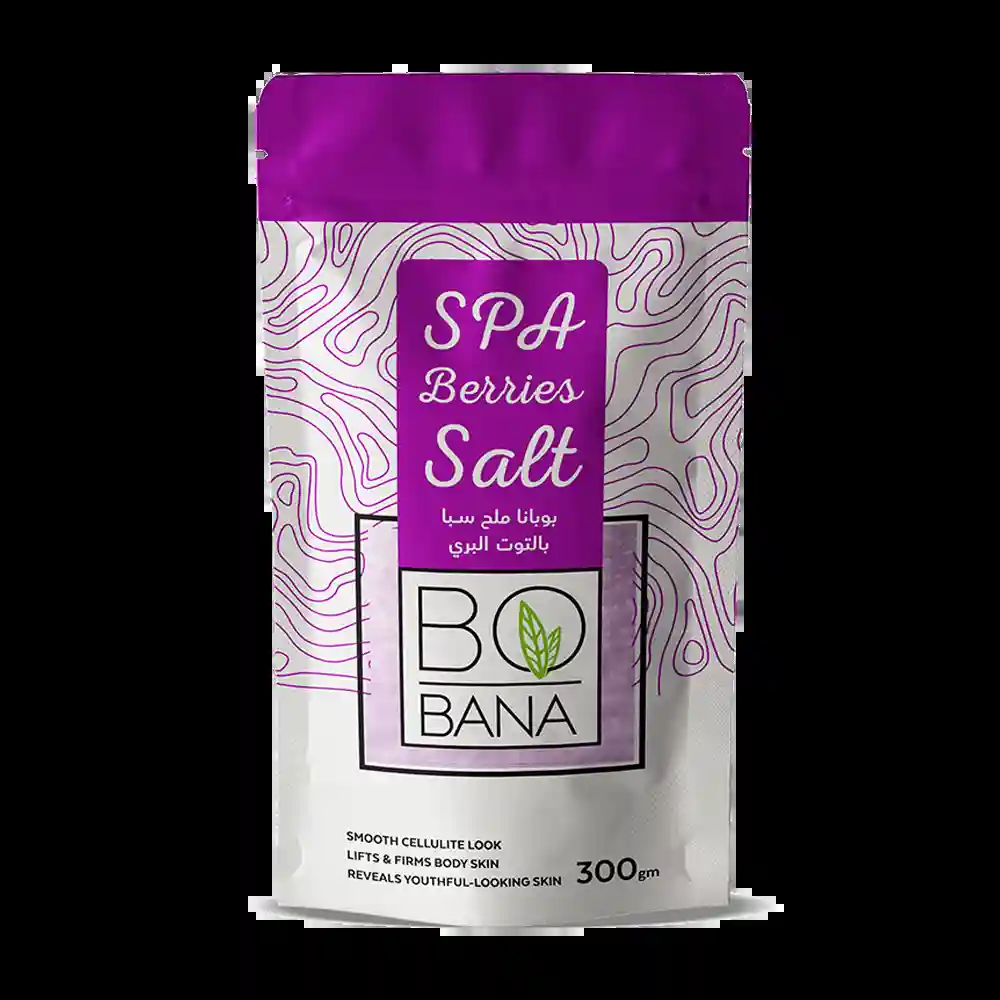 SPA
Berries
Salt
بوبانا ملح سبا
بالتوت البري
BO
BANA
SMOOTH CELLULITE LOOK
LIFTS & FIRMS BODY SKIN
REVEALS YOUTHFUL-LOOKING SKIN 300gm